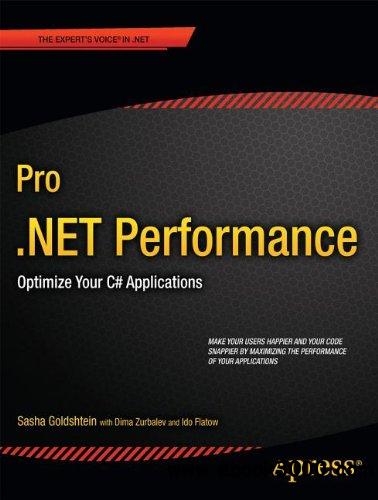 THE EXPERT'S VOICE® IN .NET
Pro
.NET Performance
Optimize Your C# Applications
MAKE YOUR USERS HAPPIER AND YOUR CODE
SNAPPIER BY MAXIMIZING THE PERFORMANCE
OF YOUR APPLICATIONS
Sasha Goldshtein with Dima Zurbalev and Ido Flatow
Apress®